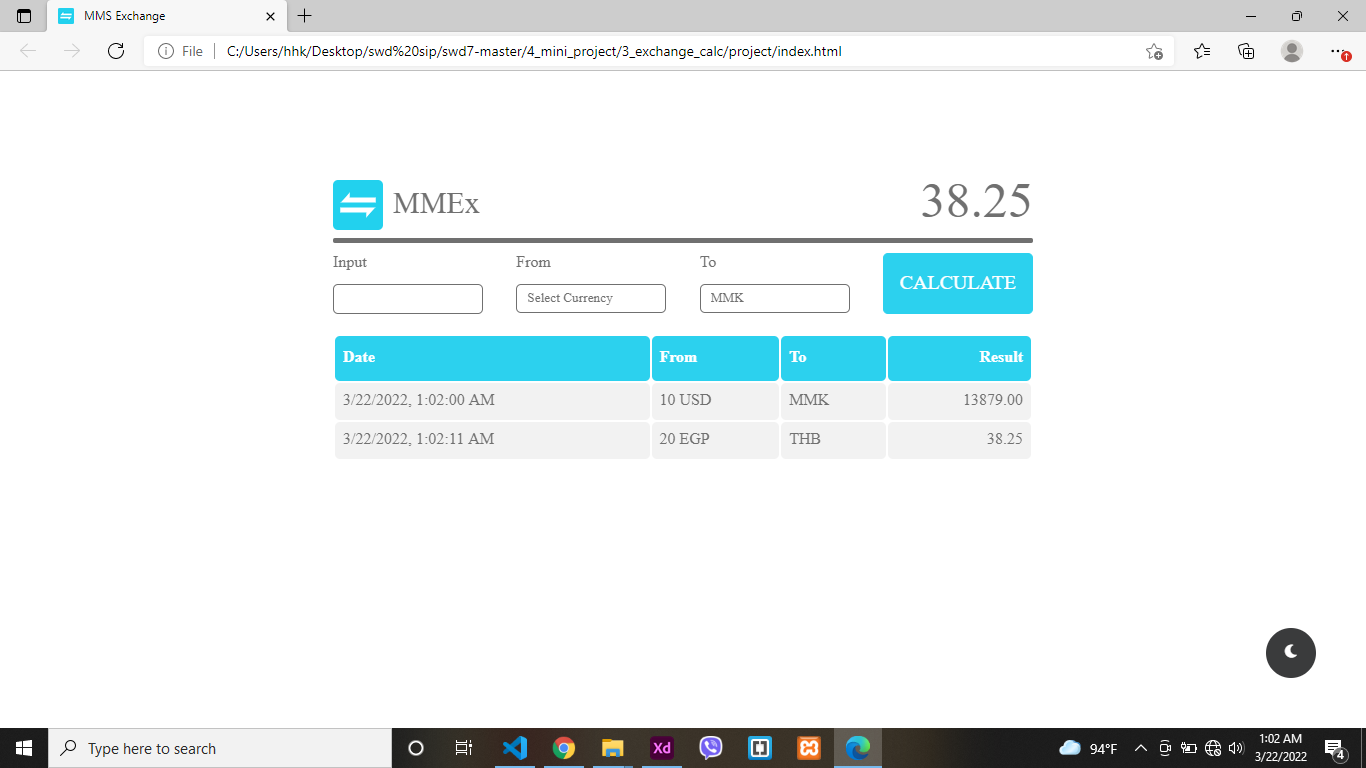 MMS Exchange
File
C:/Users/hhk/Desktop/swd%20sip/swd7-master/4_mini_project/3_exchange_calc/project/index.html
MMEx
38.25
Input From To
CALCULATE
Select Currency MMK
Date From To Result
3/22/2022, 1:02:00 AM 10 USD MMK 13879.00
3/22/2022, 1:02:11 AM 20 EGP THB 38.25
Type here to search
Xd
94°F
1:02 AM
3/22/2022
4